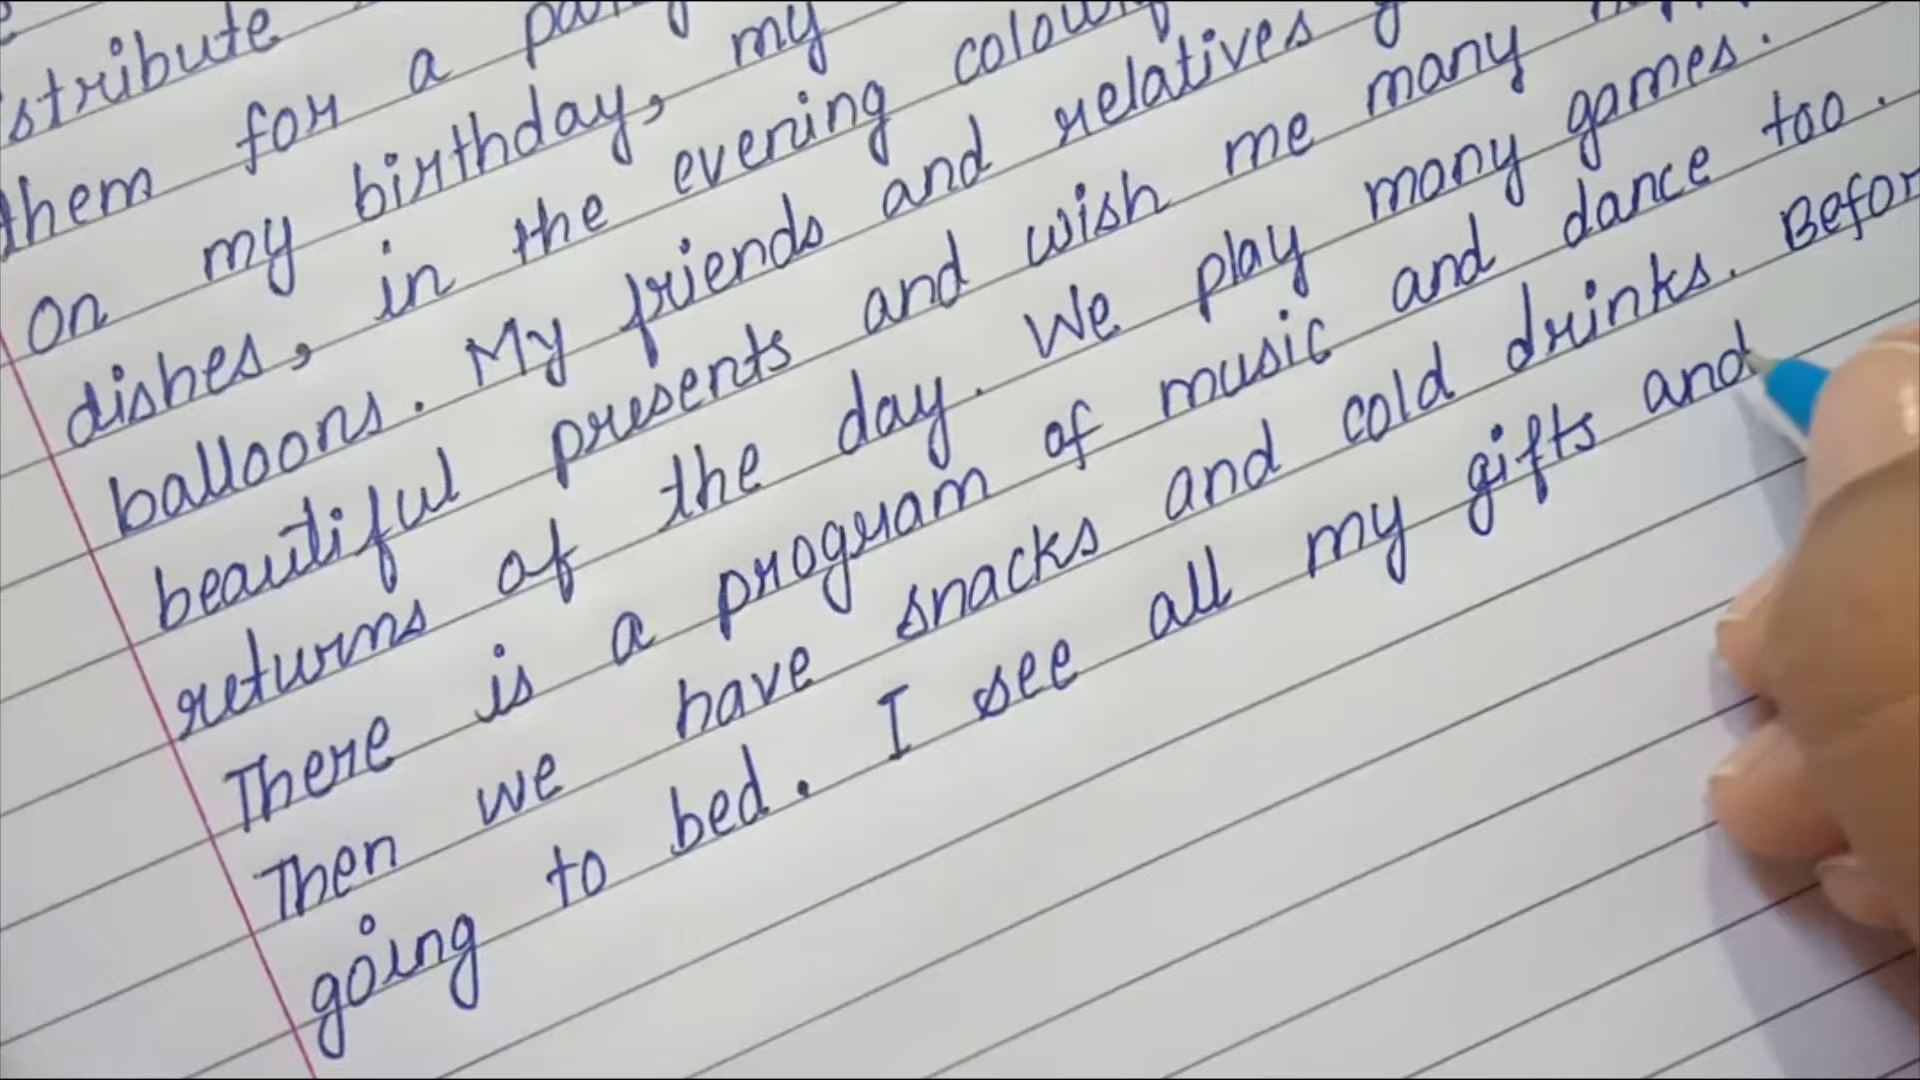 stribute
them for a
On my birthday, my
dishes, in the evening
balloons. My friends and relatives
beautiful presents and wish me many
returns of the day. We play many games.
There is a program of music and dance too.
Then we have snacks and cold drinks. Befor
going to bed. I see all my gifts and